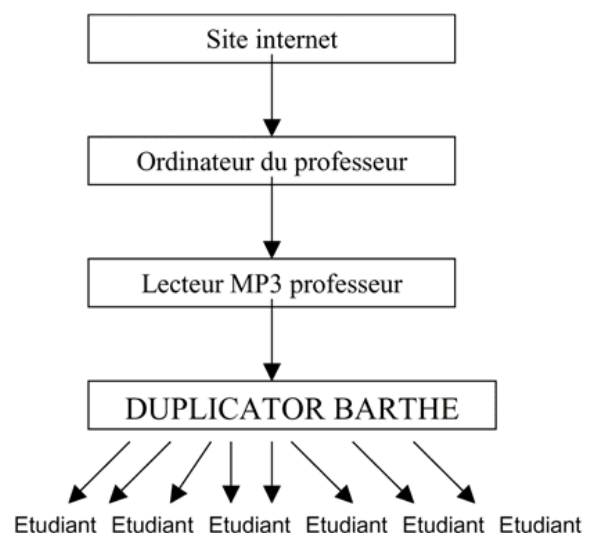 Site internet
Ordinateur du professeur
Lecteur MP3 professeur
DUPLICATOR BARTHE
Etudiant Etudiant Etudiant Etudiant Etudiant Etudiant